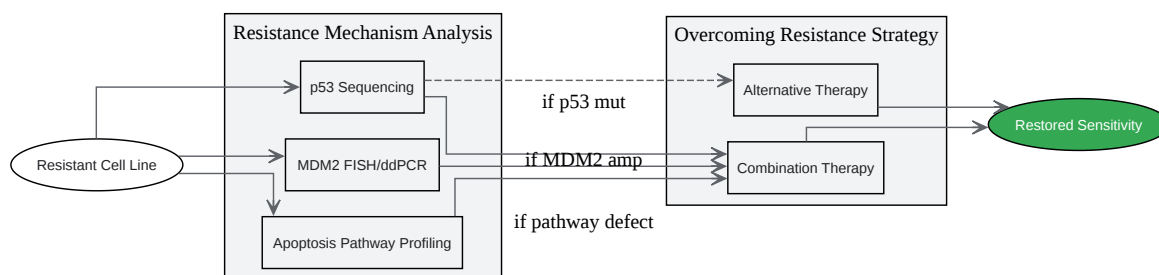 Resistance Mechanism Analysis
Overcoming Resistance Strategy
p53 Sequencing
if p53 mut
Alternative Therapy
Restored Sensitivity
Resistant Cell Line
MDM2 FISH/ddPCR
if MDM2 amp
Combination Therapy
Apoptosis Pathway Profiling
if pathway defect